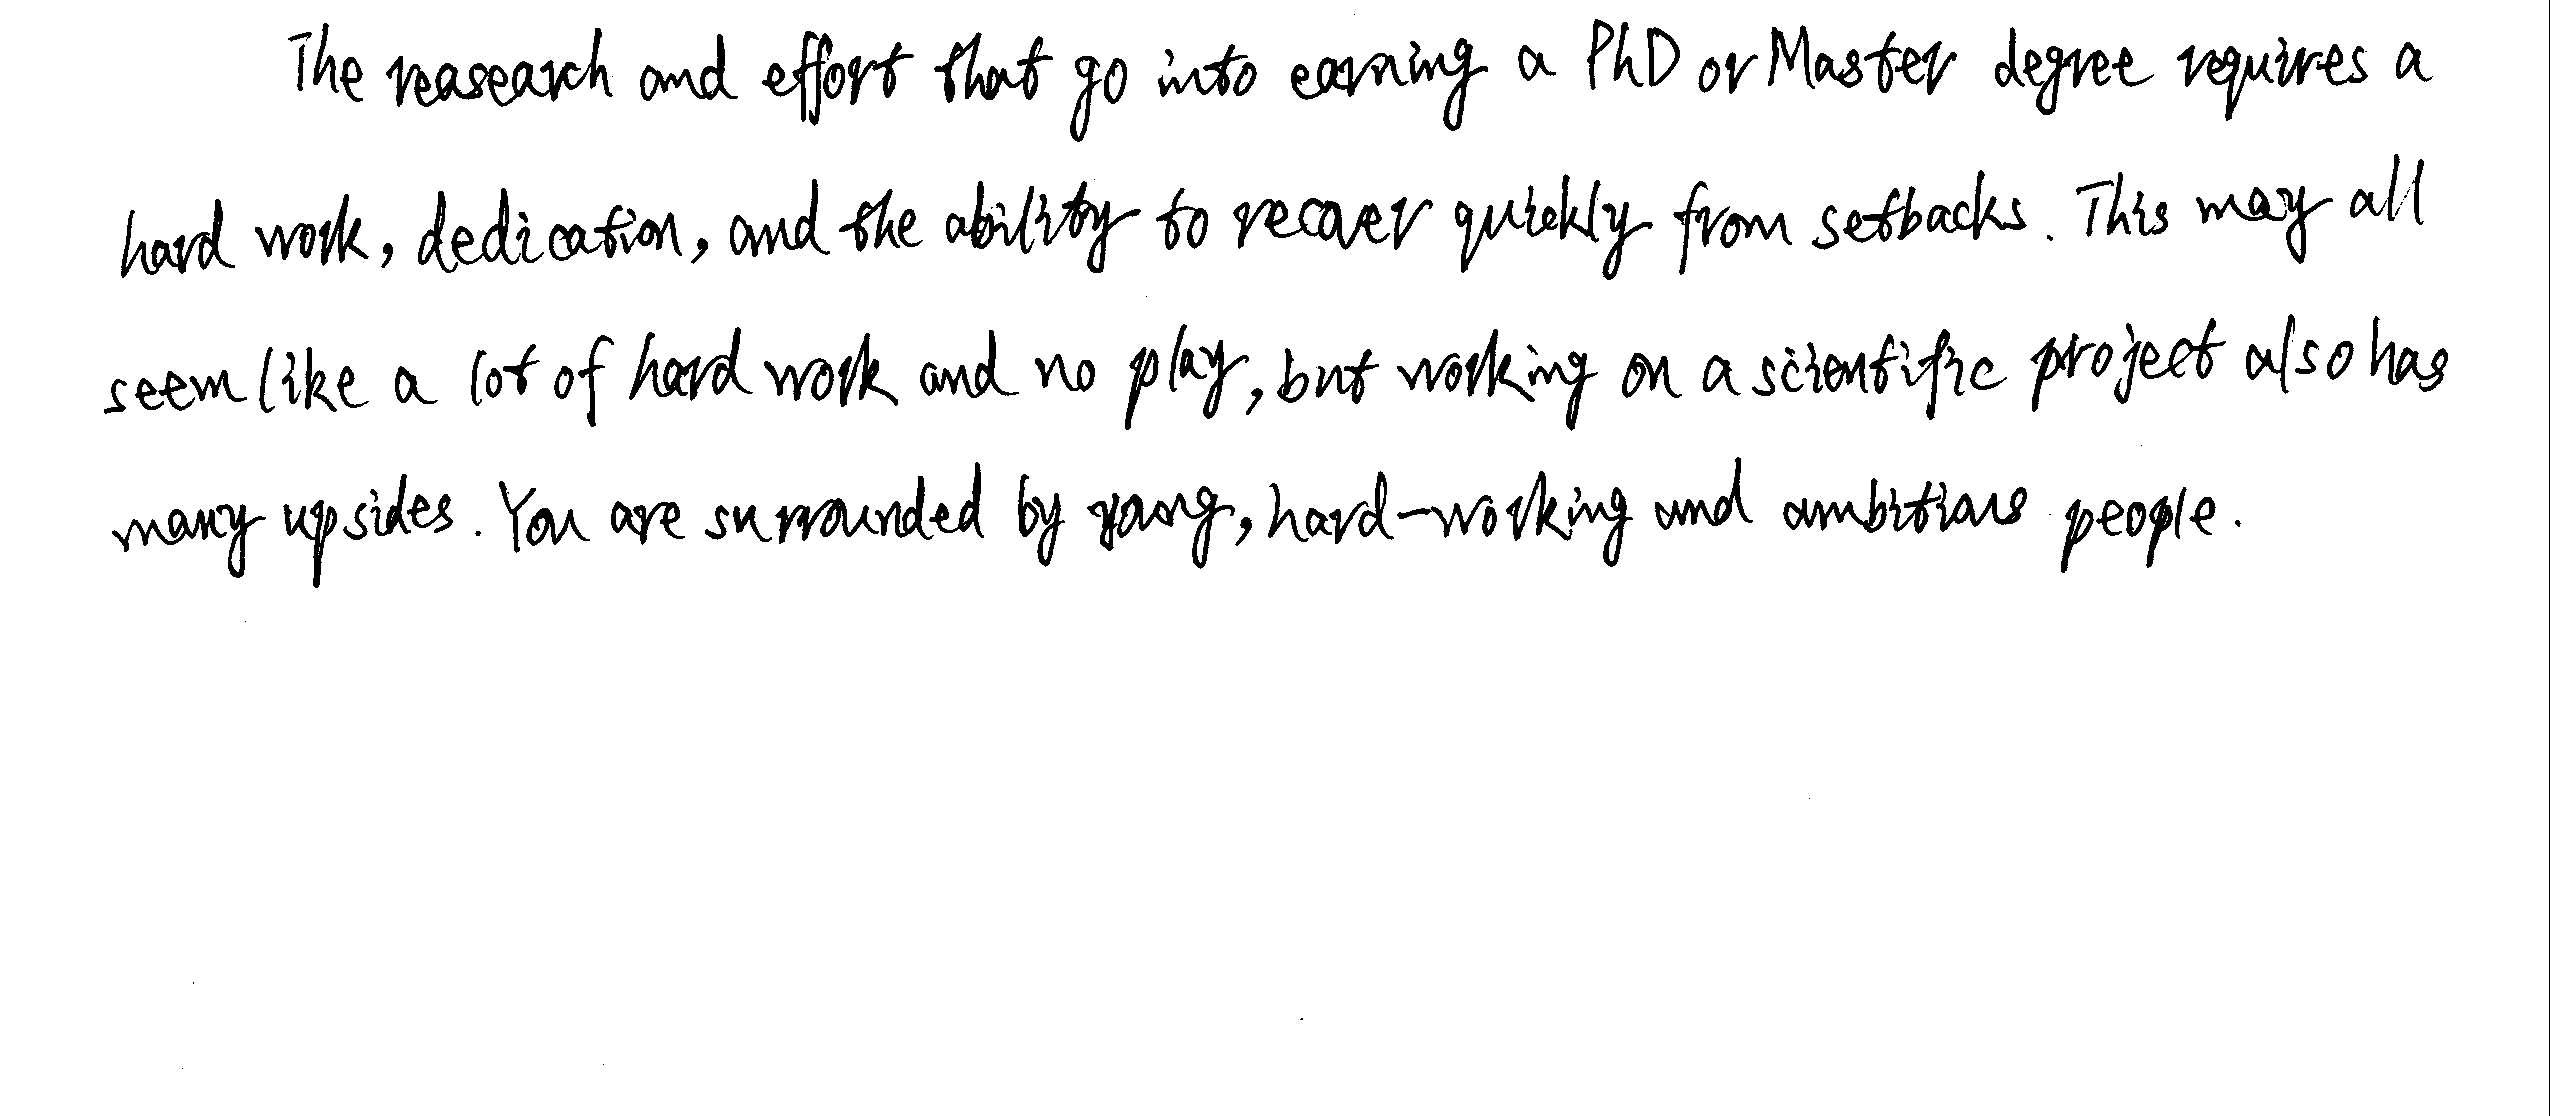 The reasearch and effort that go into earning a PhD or Master degree requires a
hard work, dedication, and the ability to recover quickly from setbacks. This may all
seem like a lot of hard work and no play, but working on a scientific project also has
many upsides. You are surrounded by young, hard-working and ambitious people.